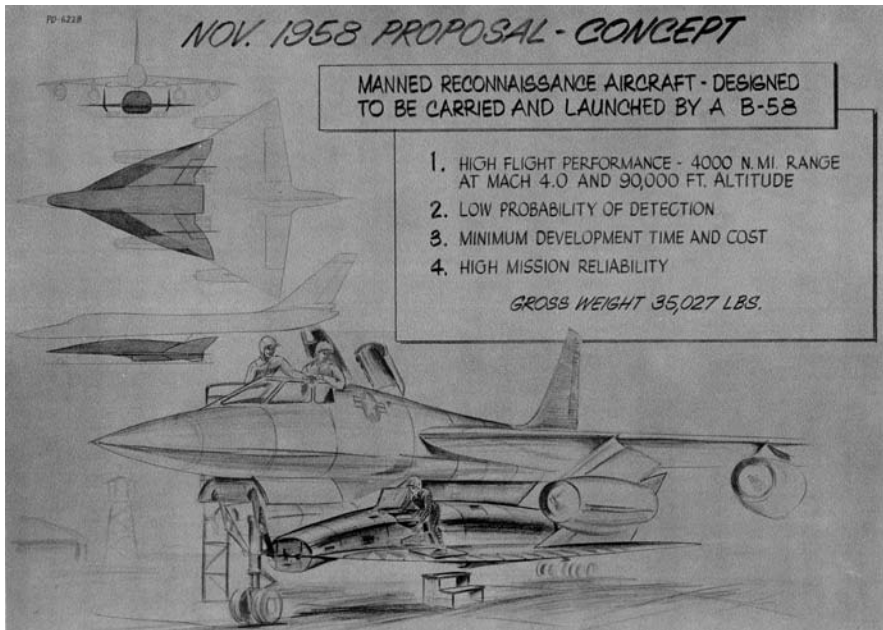 PD-622B
NOV. 1958 PROPOSAL - CONCEPT
MANNED RECONNAISSANCE AIRCRAFT - DESIGNED
TO BE CARRIED AND LAUNCHED BY A B-58
1. HIGH FLIGHT PERFORMANCE - 4000 N.MI. RANGE
AT MACH 4.0 AND 90,000 FT. ALTITUDE
2. LOW PROBABILITY OF DETECTION
3. MINIMUM DEVELOPMENT TIME AND COST
4. HIGH MISSION RELIABILITY
GROSS WEIGHT 35,027 LBS.